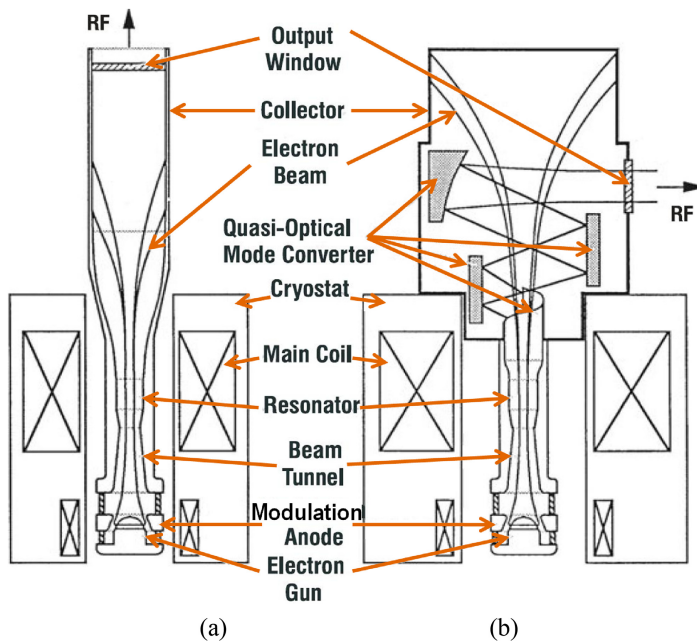 RF
Output
Window
Collector
Electron
Beam
RF
Quasi-Optical
Mode Converter
Cryostat
Main Coil
Resonator
Beam
Tunnel
Modulation
Anode
Electron
Gun
(a)
(b)